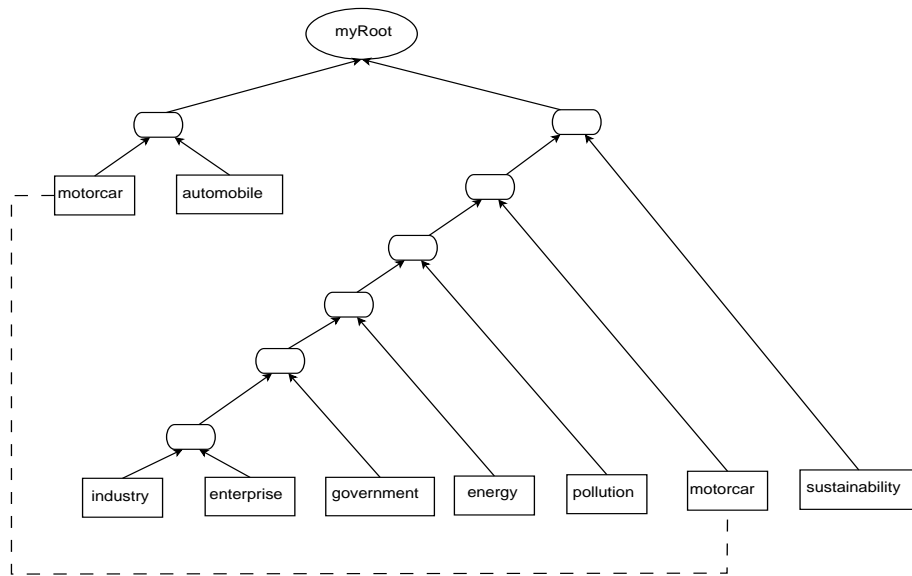 myRoot
motorcar
automobile
industry
enterprise
government
energy
pollution
motorcar
sustainability